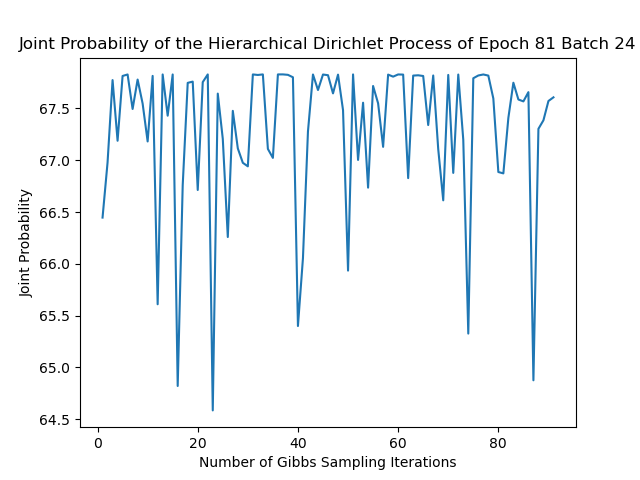 Joint Probability of the Hierarchical Dirichlet Process of Epoch 81 Batch 24
67.5
67.0
66.5
66.0
65.5
65.0
64.5
Joint Probability
0 20 40 60 80
Number of Gibbs Sampling Iterations